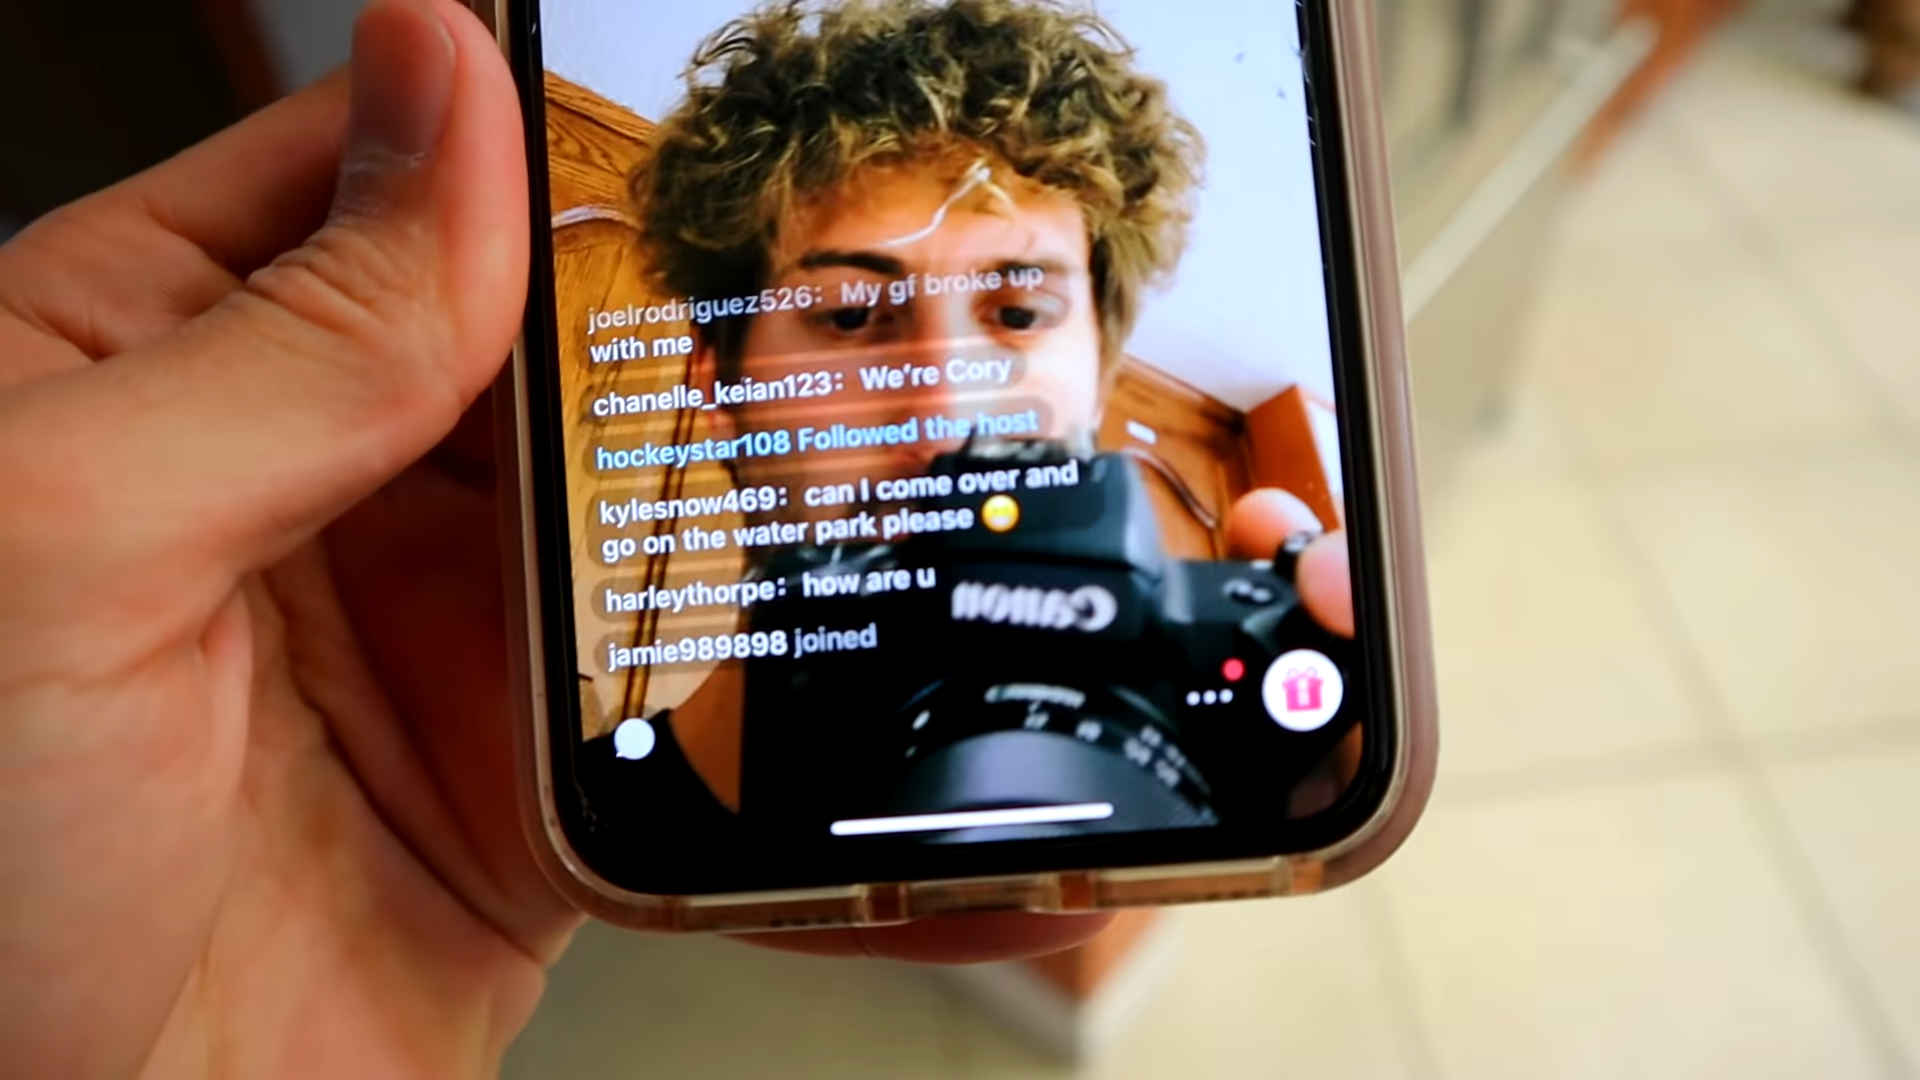 joelrodriguez526: My gf broke up
with me
chanelle_keian123: We're Cory
hockeystar108 Followed the host
kylesnow469: can I come over and
go on the water park please 😁
harleythorpe: how are u
jamie989898 joined
Canon